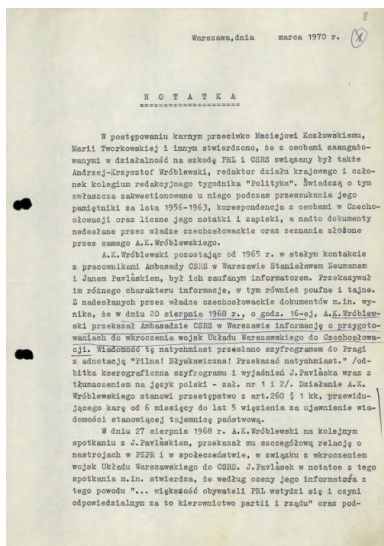 Warszawa,dnia marca 1970 r.
N O T A T K A
W postępowaniu karnym przeciwko Maciejowi Kozłowskiemu,
Marii Tworkowskiej i innym stwierdzono, że z osobami zaangażo-
wanymi w działalność na szkodę PRL i CSRS związany był także
Andrzej-Krzysztof Wróblewski, redaktor działu krajowego i czło-
nek kolegium redakcyjnego tygodnika "Polityka". Świadczą o tym
zwłaszcza zakwestionowane u niego podczas przeszukania jego
pamiętniki za lata 1956-1963, korespondencja z osobami w Czecho-
słowacji oraz liczne jego notatki i zapiski, a nadto dokumenty
nadesłane przez władze czechosłowackie oraz zeznania złożone
przez samego A.K.Wróblewskiego.
A.K.Wróblewski pozostając od 1965 r. w stałym kontakcie
z pracownikami Ambasady CSRS w Warszawie Stanisławem Neumanem
i Janem Pavláskiem, był ich zaufanym informatorem. Przekazywał
im różnego charakteru informacje, w tym również poufne i tajne.
Z nadesłanych przez władze czechosłowackie dokumentów m.in. wy-
nika, że w dniu 20 sierpnia 1968 r., o godz. 16-ej, A.K.Wróblew-
ski przekazał Ambasadzie CSRS w Warszawie informację o przygoto-
waniach do wkroczenia wojsk Układu Warszawskiego do Czechosłowa-
cji. Wiadomość tę natychmiast przesłano szyfrogramem do Pragi
z adnotacją "Pilna! Błyskawiczna! Przekazać natychmiast." /od-
bitka kserograficzna szyfrogramu i wyjaśnień J.Pavláska wraz z
tłumaczeniem na język polski - zał. nr 1 i 2/. Działanie A.K.
Wróblewskiego stanowi przestępstwo z art.260 § 1 kk, przewidu-
jącego karę od 6 miesięcy do lat 5 więzienia za ujawnienie wia-
domości stanowiącej tajemnicę państwową.
W dniu 27 sierpnia 1968 r. A.K.Wróblewski na kolejnym
spotkaniu z J.Pavláskiem, przekazał mu szczegółową relację o
nastrojach w PZPR i w społeczeństwie, w związku z wkroczeniem
wojsk Układu Warszawskiego do CSRS. J.Pavlásek w notatce z tego
spotkania m.in. stwierdza, że według oceny jego informatora z
tego powodu "... większość obywateli PRL wstydzi się i czyni
odpowiedzialnym za to kierownictwo partii i rządu" oraz pod-